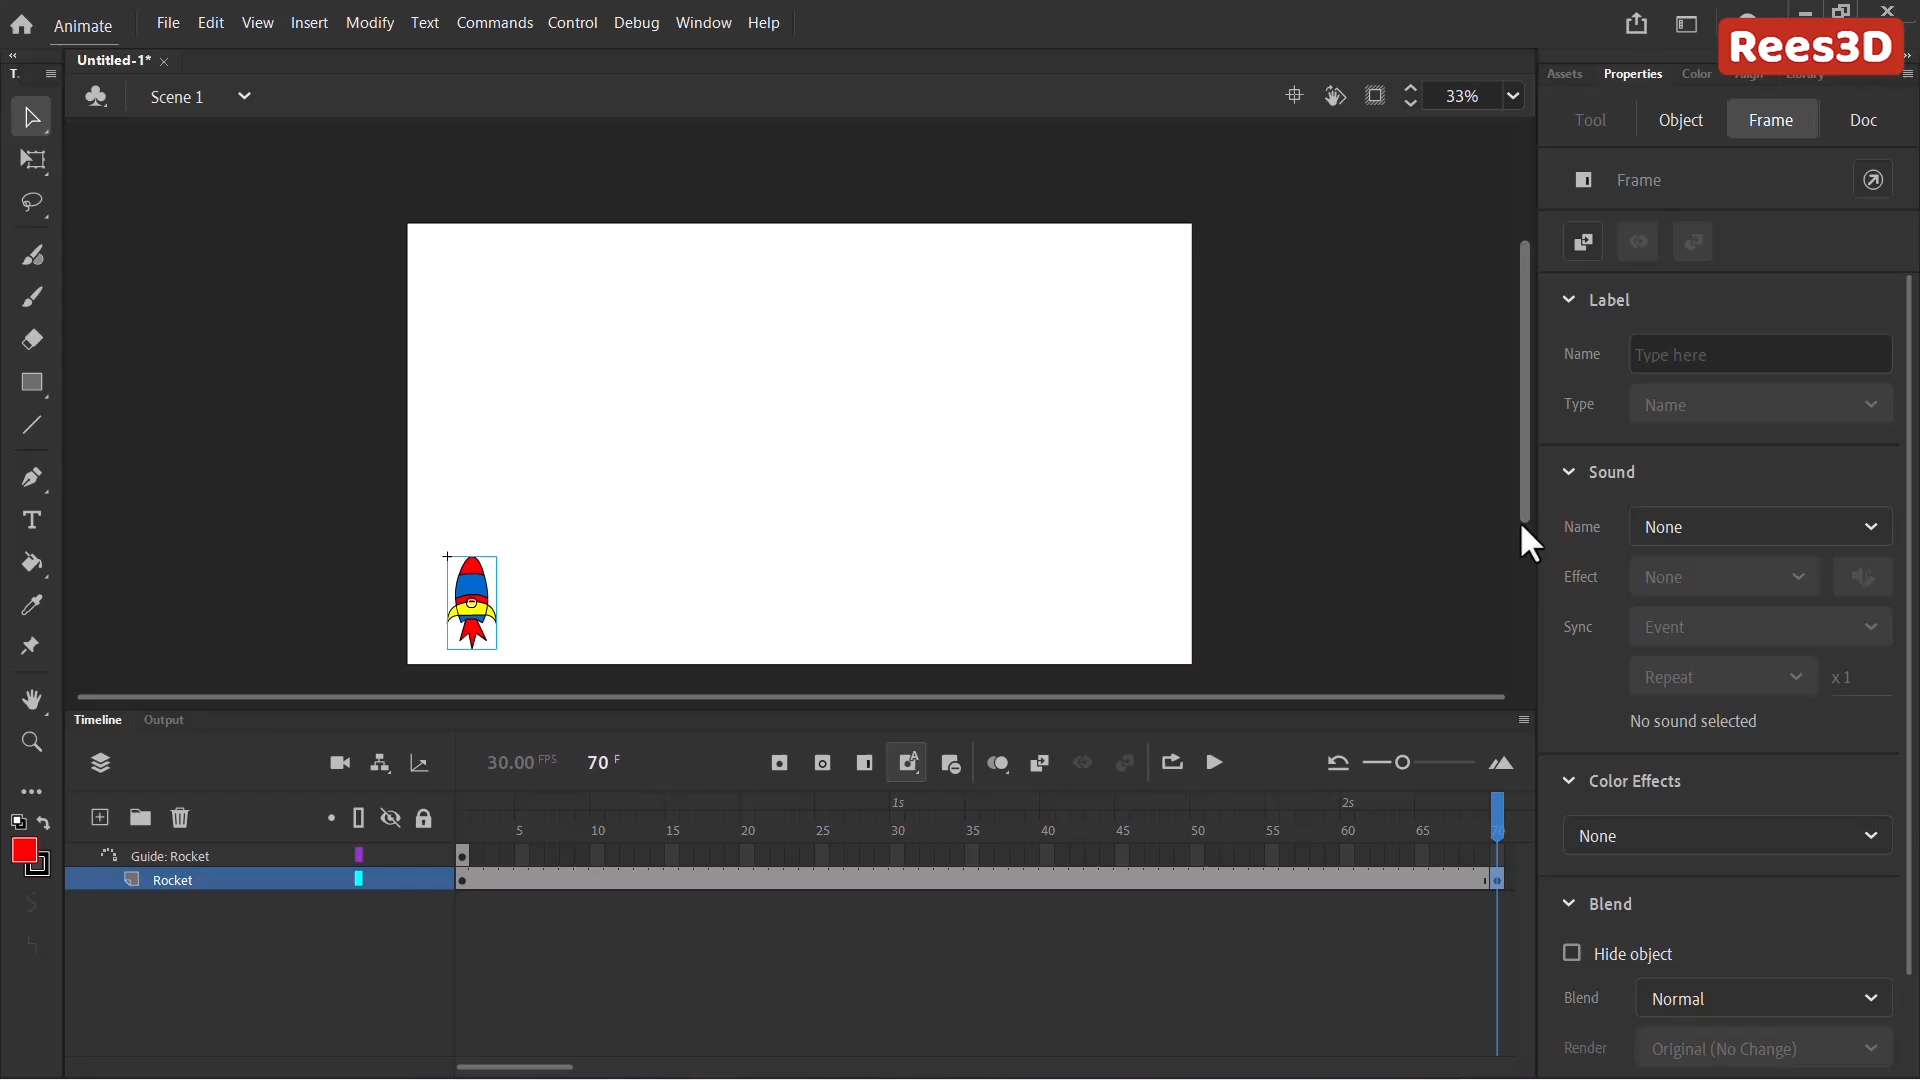 Animate
File
Edit
View
Insert
Modify
Text
Commands
Control
Debug
Window
Help
Rees3D
T.
Untitled-1*
Assets
Properties
Color
Scene 1
33%
Tool
Object
Frame
Doc
Frame
Label
Name
Type here
Type
Name
Sound
Name
None
Effect
None
Sync
Event
Repeat
x 1
No sound selected
Color Effects
None
Blend
Hide object
Blend
Normal
Render
Original (No Change)
Timeline
Output
30.00 FPS
70 F
1s
2s
5
10
15
20
25
30
35
40
45
50
55
60
65
70
Guide: Rocket
Rocket